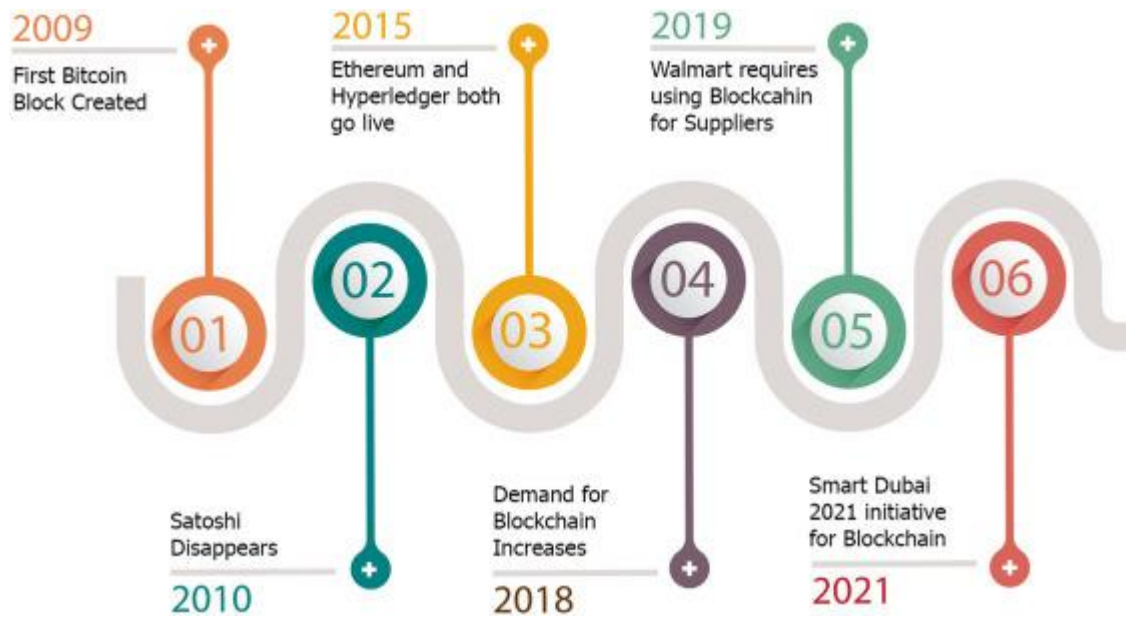 2009
First Bitcoin
Block Created
2015
Ethereum and
Hyperledger both
go live
2019
Walmart requires
using Blockcahin
for Suppliers
01
02
03
04
05
06
Satoshi
Disappears
2010
Demand for
Blockchain
Increases
2018
Smart Dubai
2021 initiative
for Blockchain
2021